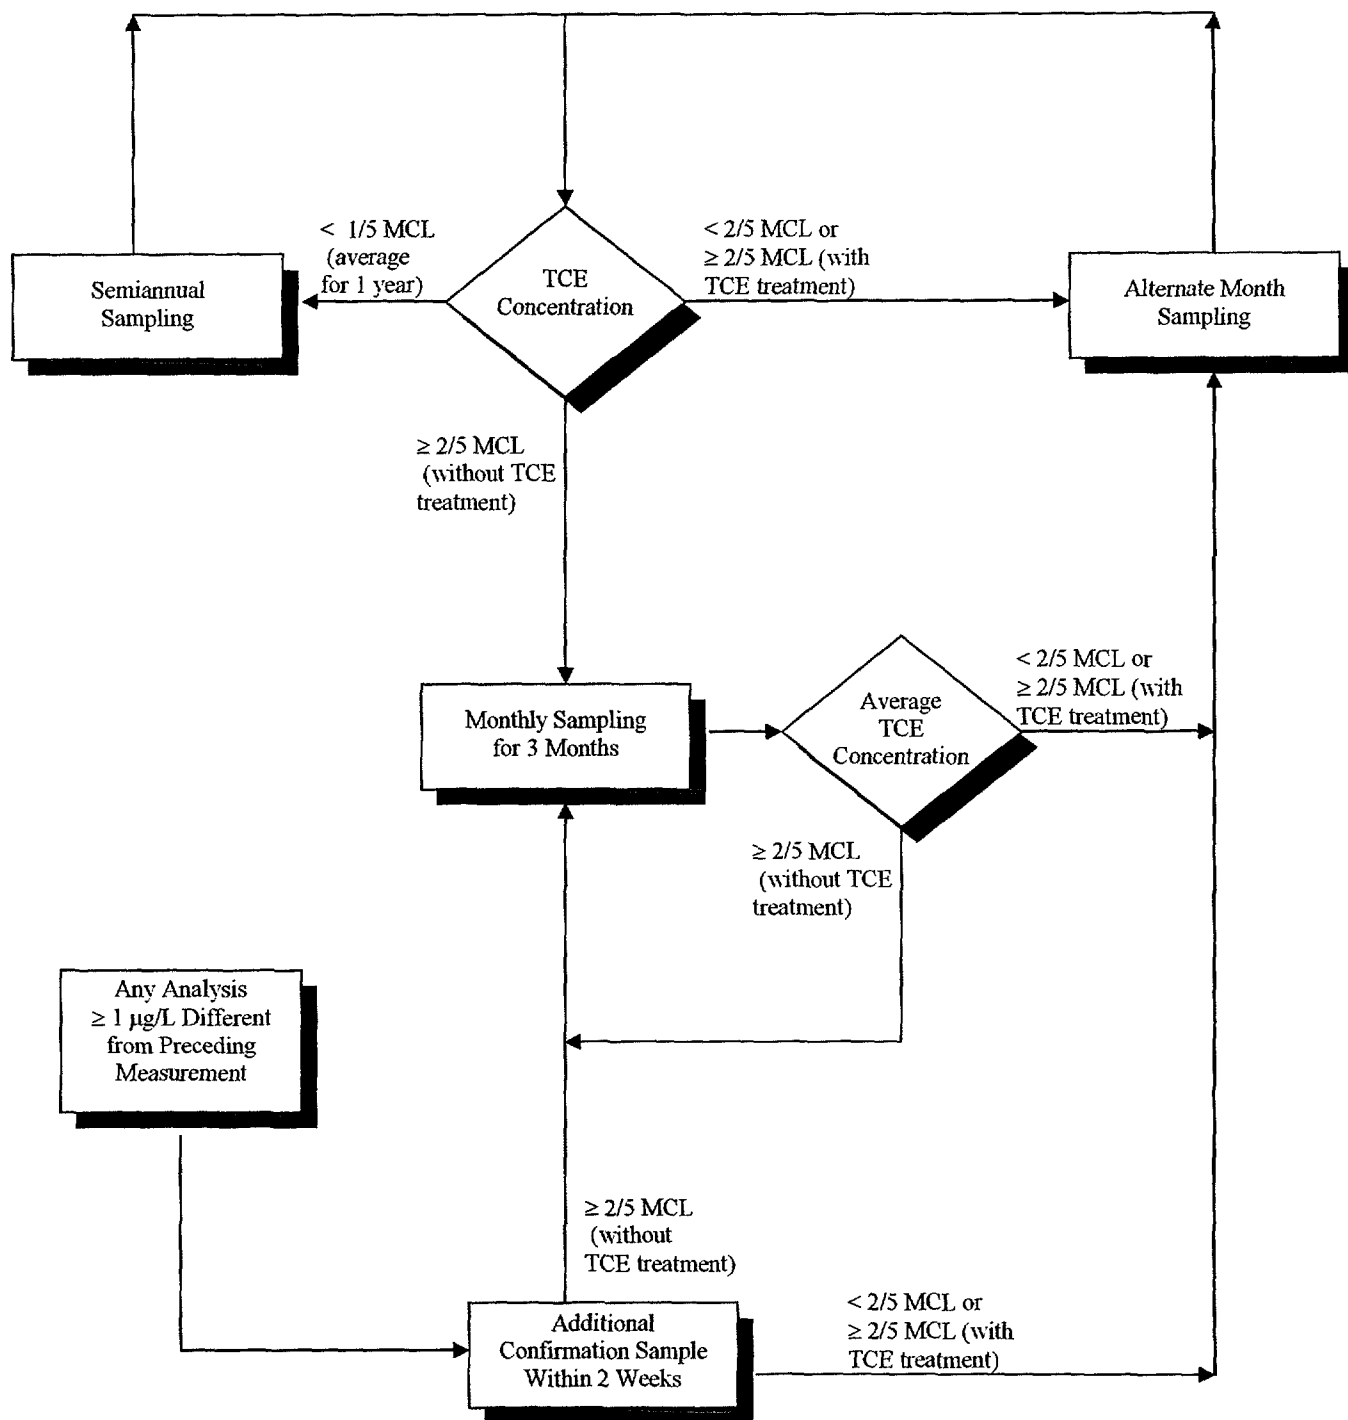 < 1/5 MCL
(average
for 1 year)
< 2/5 MCL or
≥ 2/5 MCL (with
TCE treatment)
Semiannual
Sampling
TCE
Concentration
Alternate Month
Sampling
≥ 2/5 MCL
(without TCE
treatment)
Monthly Sampling
for 3 Months
Average
TCE
Concentration
< 2/5 MCL or
≥ 2/5 MCL (with
TCE treatment)
≥ 2/5 MCL
(without TCE
treatment)
Any Analysis
≥ 1 µg/L Different
from Preceding
Measurement
≥ 2/5 MCL
(without
TCE treatment)
Additional
Confirmation Sample
Within 2 Weeks
< 2/5 MCL or
≥ 2/5 MCL (with
TCE treatment)